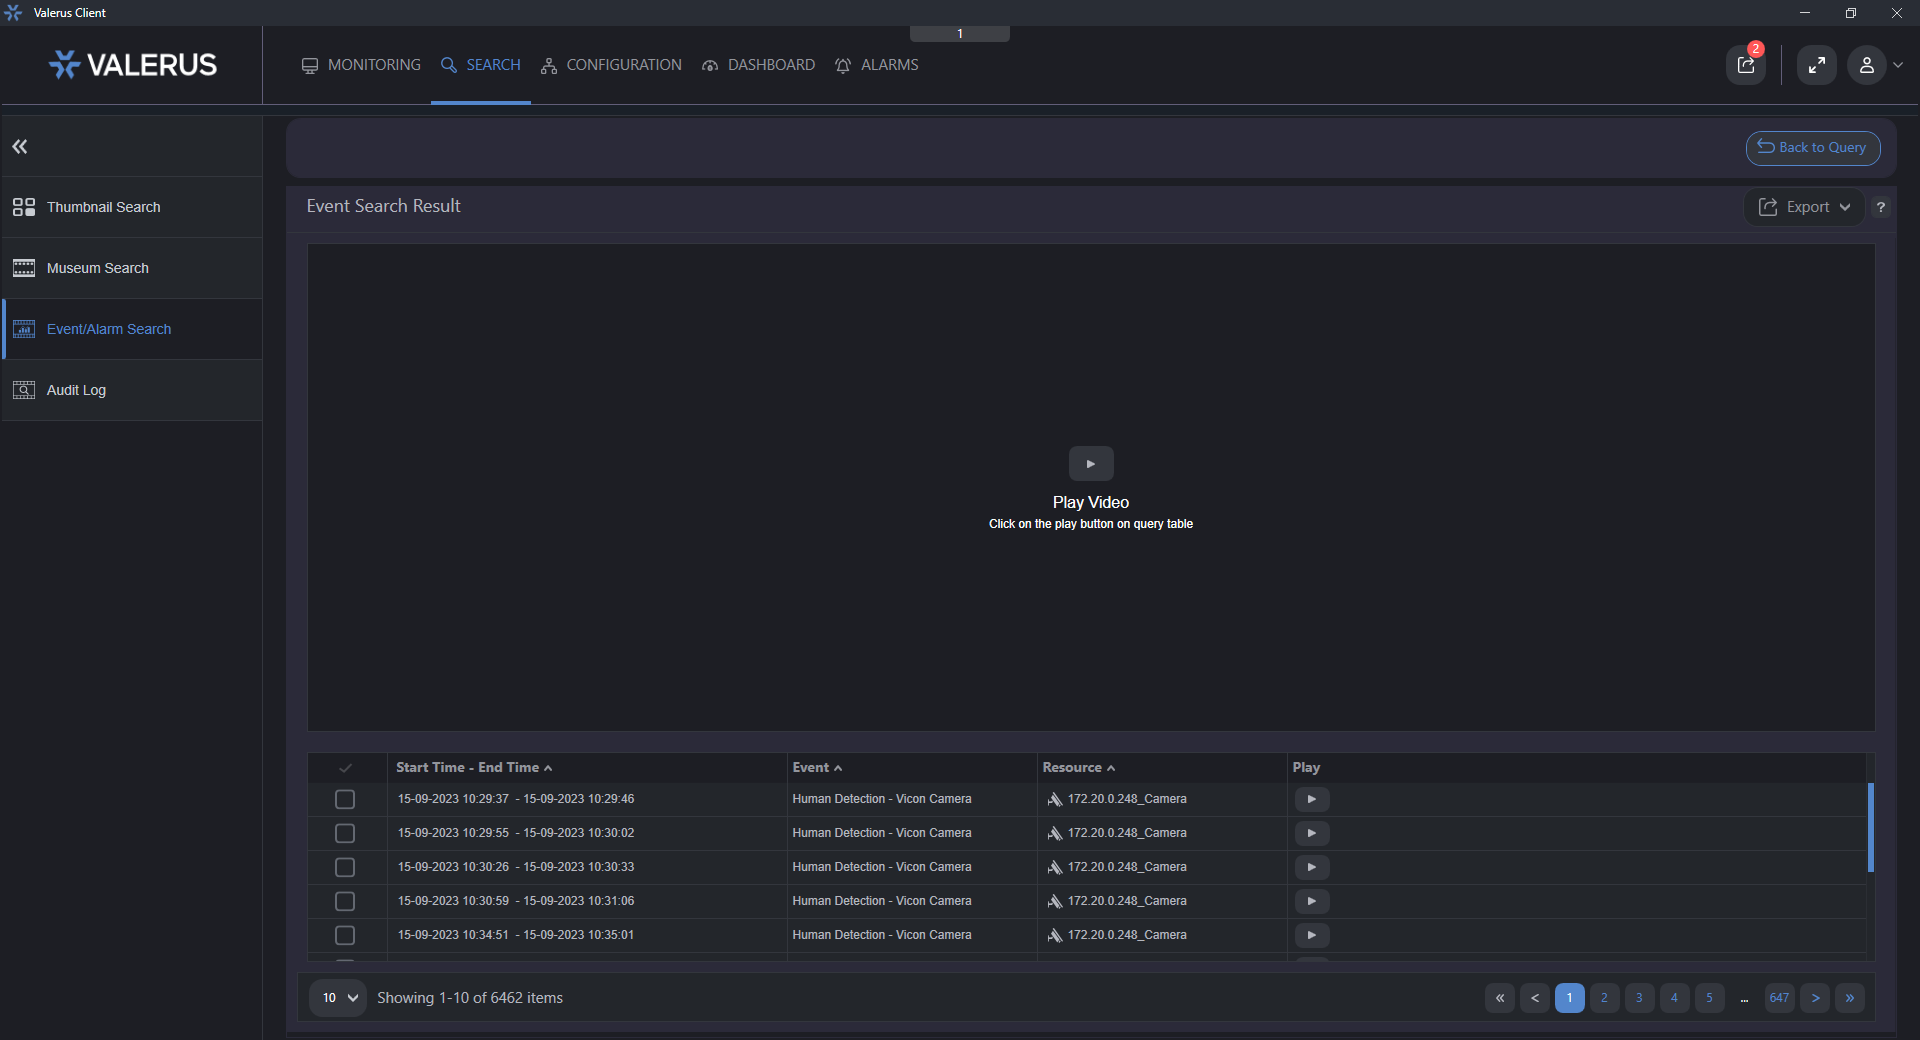 Valerus Client
1
VALERUS
MONITORING SEARCH CONFIGURATION DASHBOARD ALARMS
2
Back to Query
Thumbnail Search
Museum Search
Event/Alarm Search
Audit Log
Event Search Result
Export ?
Play Video
Click on the play button on query table
Start Time - End Time Event Resource Play
15-09-2023 10:29:37 - 15-09-2023 10:29:46 Human Detection - Vicon Camera 172.20.0.248_Camera
15-09-2023 10:29:55 - 15-09-2023 10:30:02 Human Detection - Vicon Camera 172.20.0.248_Camera
15-09-2023 10:30:26 - 15-09-2023 10:30:33 Human Detection - Vicon Camera 172.20.0.248_Camera
15-09-2023 10:30:59 - 15-09-2023 10:31:06 Human Detection - Vicon Camera 172.20.0.248_Camera
15-09-2023 10:34:51 - 15-09-2023 10:35:01 Human Detection - Vicon Camera 172.20.0.248_Camera
10 Showing 1-10 of 6462 items
« < 1 2 3 4 5 ... 647 > »